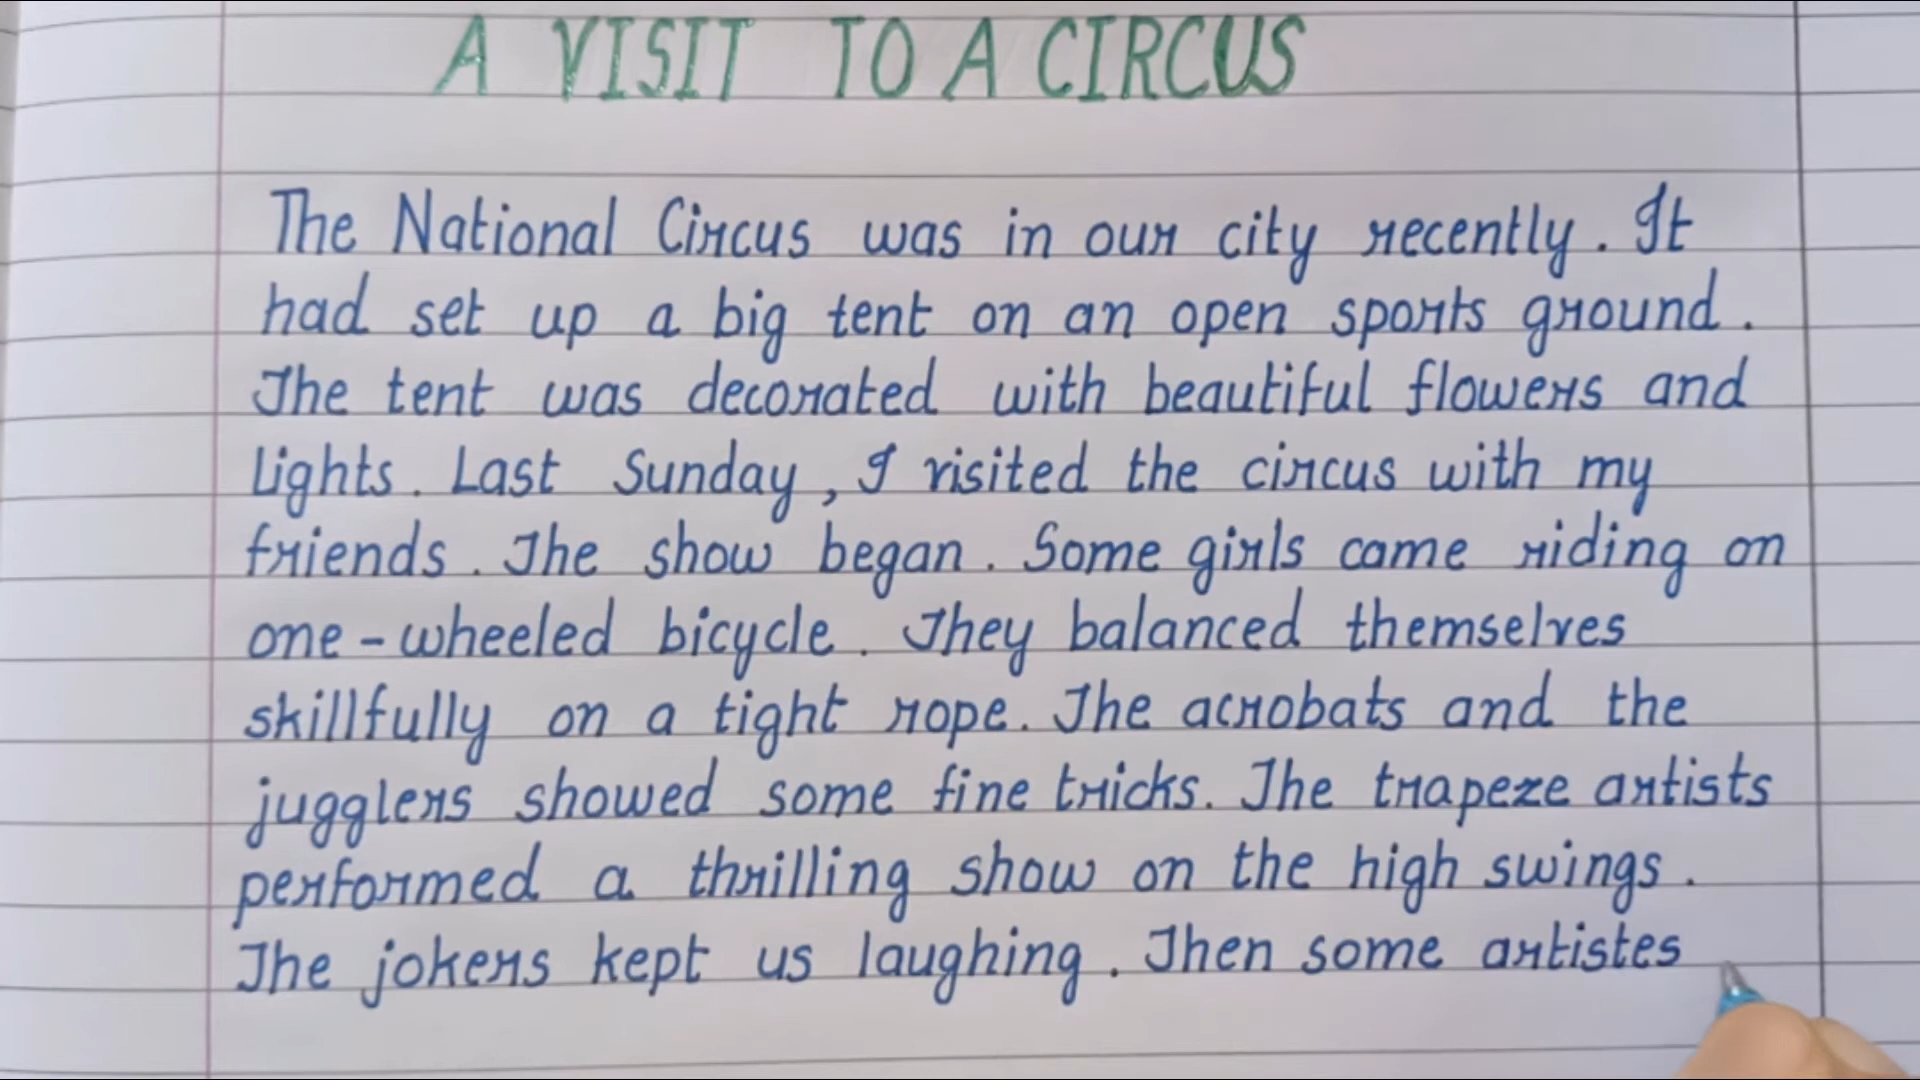 A VISIT TO A CIRCUS
The National Circus was in our city recently. It
had set up a big tent on an open sports ground.
The tent was decorated with beautiful flowers and
lights. Last Sunday, I visited the circus with my
friends. The show began. Some girls came riding on
one-wheeled bicycle. They balanced themselves
skillfully on a tight rope. The acrobats and the
jugglers showed some fine tricks. The trapeze artists
performed a thrilling show on the high swings.
The jokers kept us laughing. Then some artistes